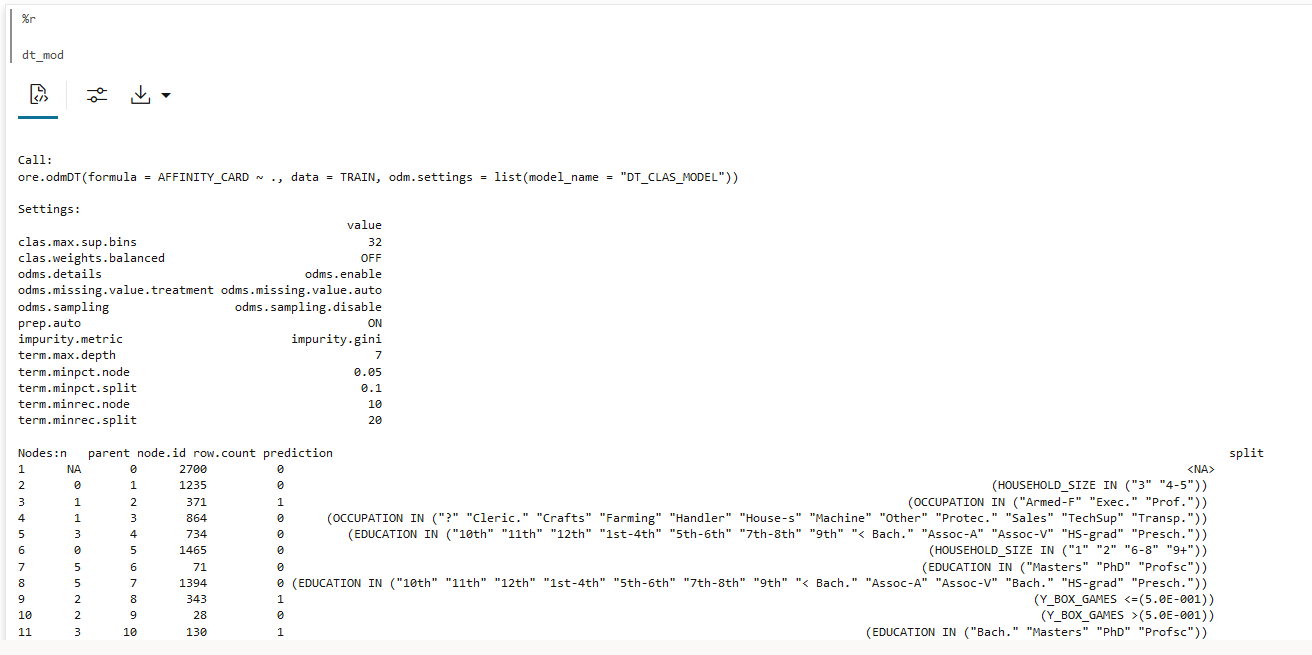 %r
dt_mod
Call:
ore.odmDT(formula = AFFINITY_CARD ~ ., data = TRAIN, odm.settings = list(model_name = "DT_CLAS_MODEL"))
Settings:
value
clas.max.sup.bins 32
clas.weights.balanced OFF
odms.details odms.enable
odms.missing.value.treatment odms.missing.value.auto
odms.sampling odms.sampling.disable
prep.auto ON
impurity.metric impurity.gini
term.max.depth 7
term.minpct.node 0.05
term.minpct.split 0.1
term.minrec.node 10
term.minrec.split 20
Nodes:n parent node.id row.count prediction split
1 NA 0 2700 0 <NA>
2 0 1 1235 0 (HOUSEHOLD_SIZE IN ("3" "4-5"))
3 1 2 371 1 (OCCUPATION IN ("Armed-F" "Exec." "Prof."))
4 1 3 864 0 (OCCUPATION IN ("?" "Cleric." "Crafts" "Farming" "Handler" "House-s" "Machine" "Other" "Protec." "Sales" "TechSup" "Transp."))
5 3 4 734 0 (EDUCATION IN ("10th" "11th" "12th" "1st-4th" "5th-6th" "7th-8th" "9th" "< Bach." "Assoc-A" "Assoc-V" "HS-grad" "Presch."))
6 0 5 1465 0 (HOUSEHOLD_SIZE IN ("1" "2" "6-8" "9+"))
7 5 6 71 0 (EDUCATION IN ("Masters" "PhD" "Profsc"))
8 5 7 1394 0 (EDUCATION IN ("10th" "11th" "12th" "1st-4th" "5th-6th" "7th-8th" "9th" "< Bach." "Assoc-A" "Assoc-V" "Bach." "HS-grad" "Presch."))
9 2 8 343 1 (Y_BOX_GAMES <=(5.0E-001))
10 2 9 28 0 (Y_BOX_GAMES >(5.0E-001))
11 3 10 130 1 (EDUCATION IN ("Bach." "Masters" "PhD" "Profsc"))